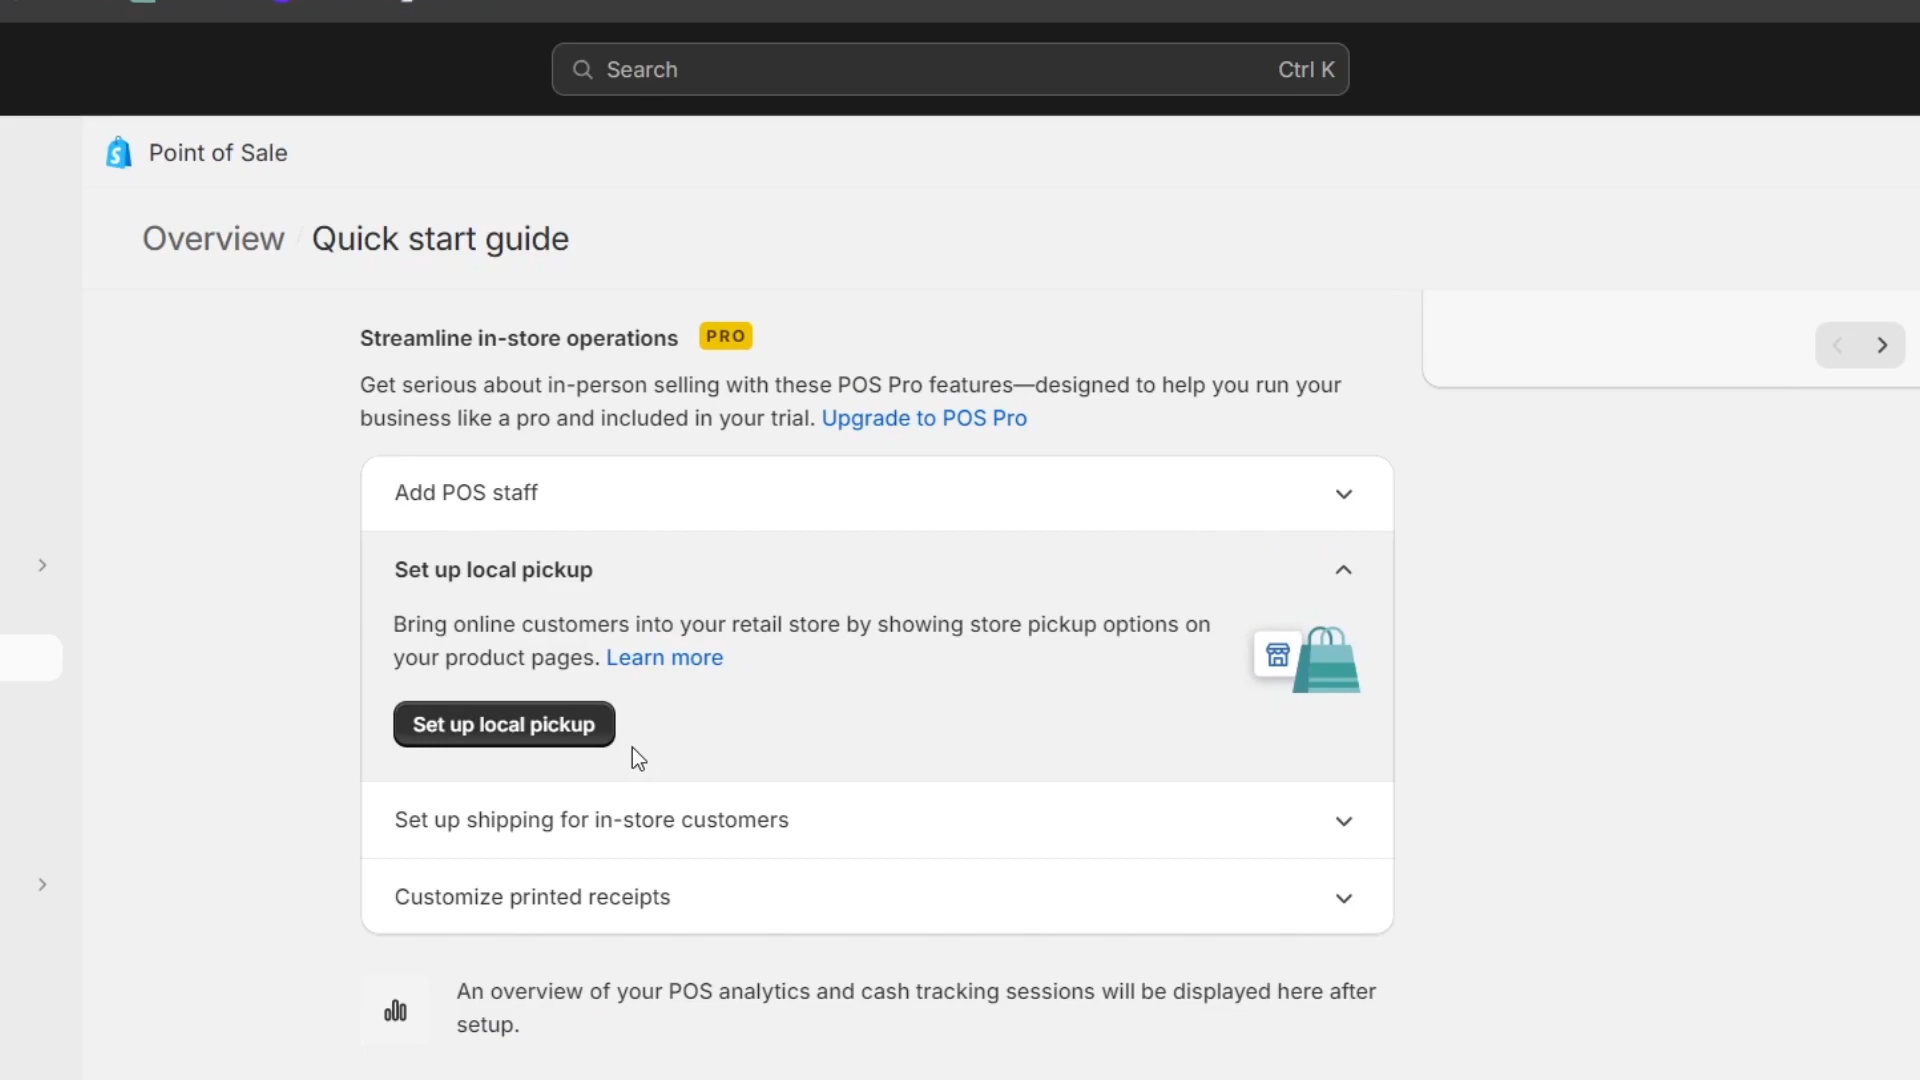 Search Ctrl K
Point of Sale
Overview / Quick start guide
Streamline in-store operations PRO
Get serious about in-person selling with these POS Pro features—designed to help you run your
business like a pro and included in your trial. Upgrade to POS Pro
Add POS staff
Set up local pickup
Bring online customers into your retail store by showing store pickup options on
your product pages. Learn more
Set up local pickup
Set up shipping for in-store customers
Customize printed receipts
An overview of your POS analytics and cash tracking sessions will be displayed here after
setup.